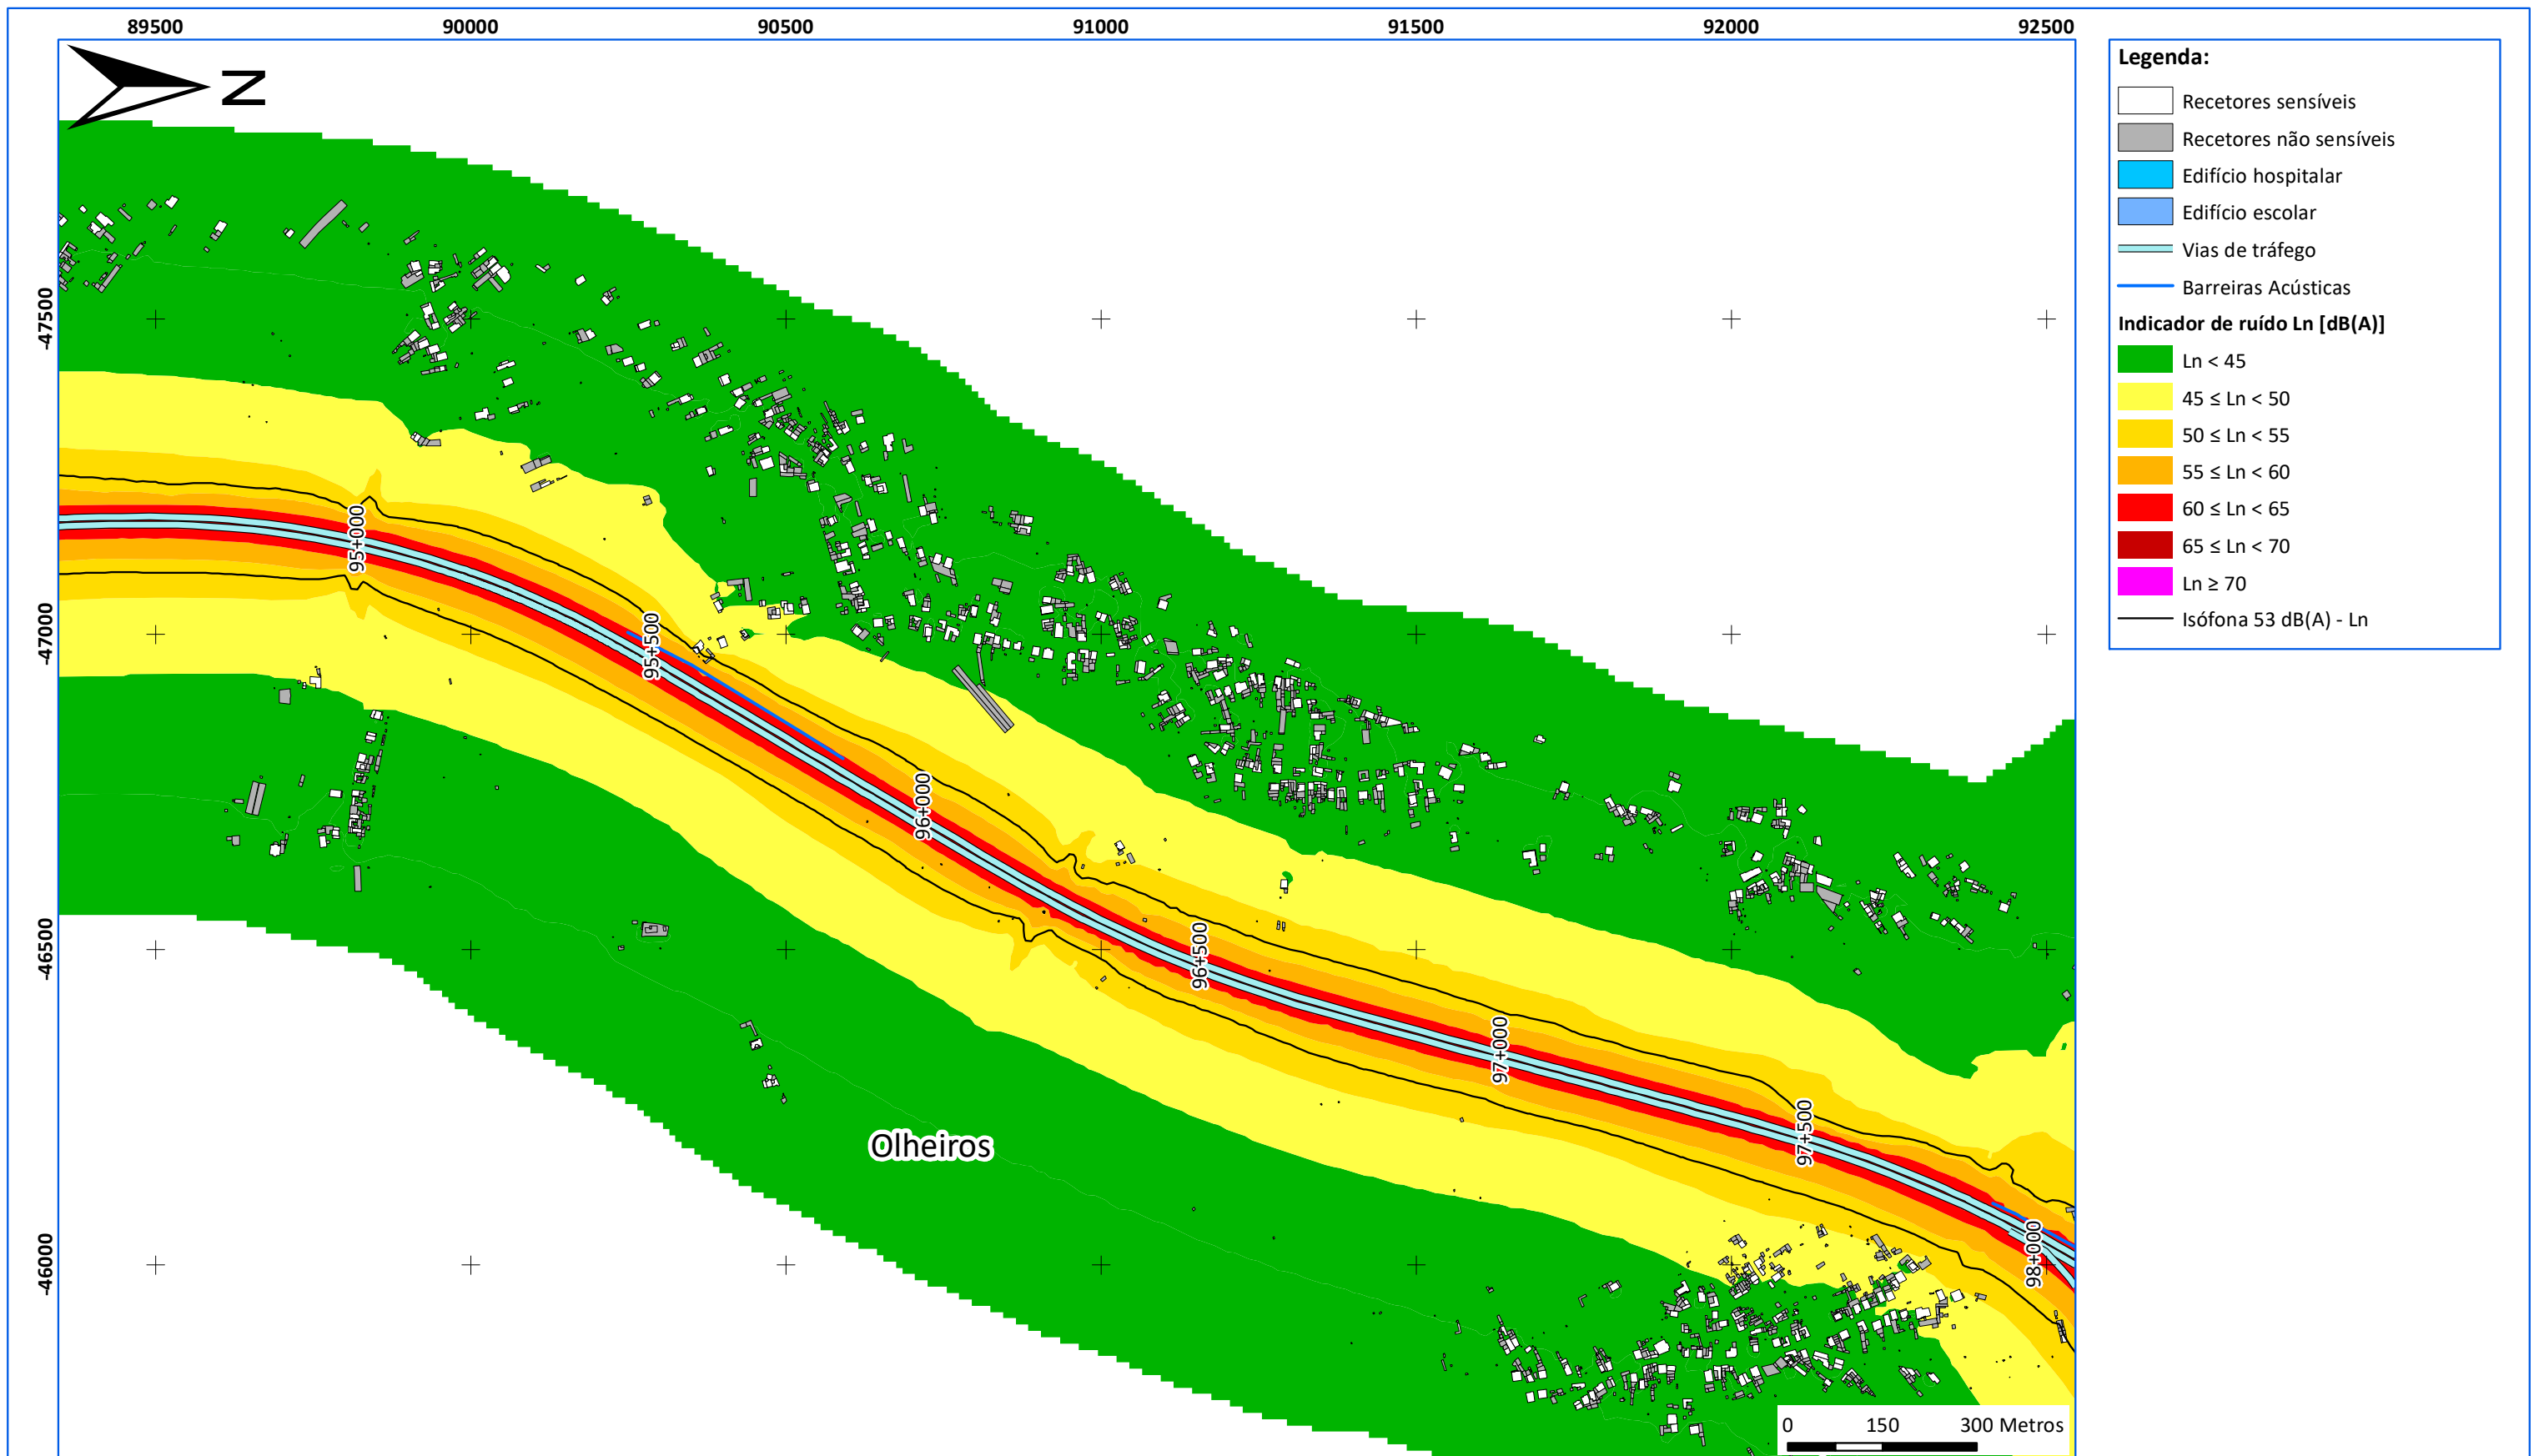 89500 90000 90500 91000 91500 92000 92500
N
-47500
-47000
-46500
-46000
95+000
95+500
96+000
96+500
97+000
97+500
98+000
Olheiros
0 150 300 Metros
Legenda:
Recetores sensíveis
Recetores não sensíveis
Edifício hospitalar
Edifício escolar
Vias de tráfego
Barreiras Acústicas
Indicador de ruído Ln [dB(A)]
Ln < 45
45 ≤ Ln < 50
50 ≤ Ln < 55
55 ≤ Ln < 60
60 ≤ Ln < 65
65 ≤ Ln < 70
Ln ≥ 70
Isófona 53 dB(A) - Ln